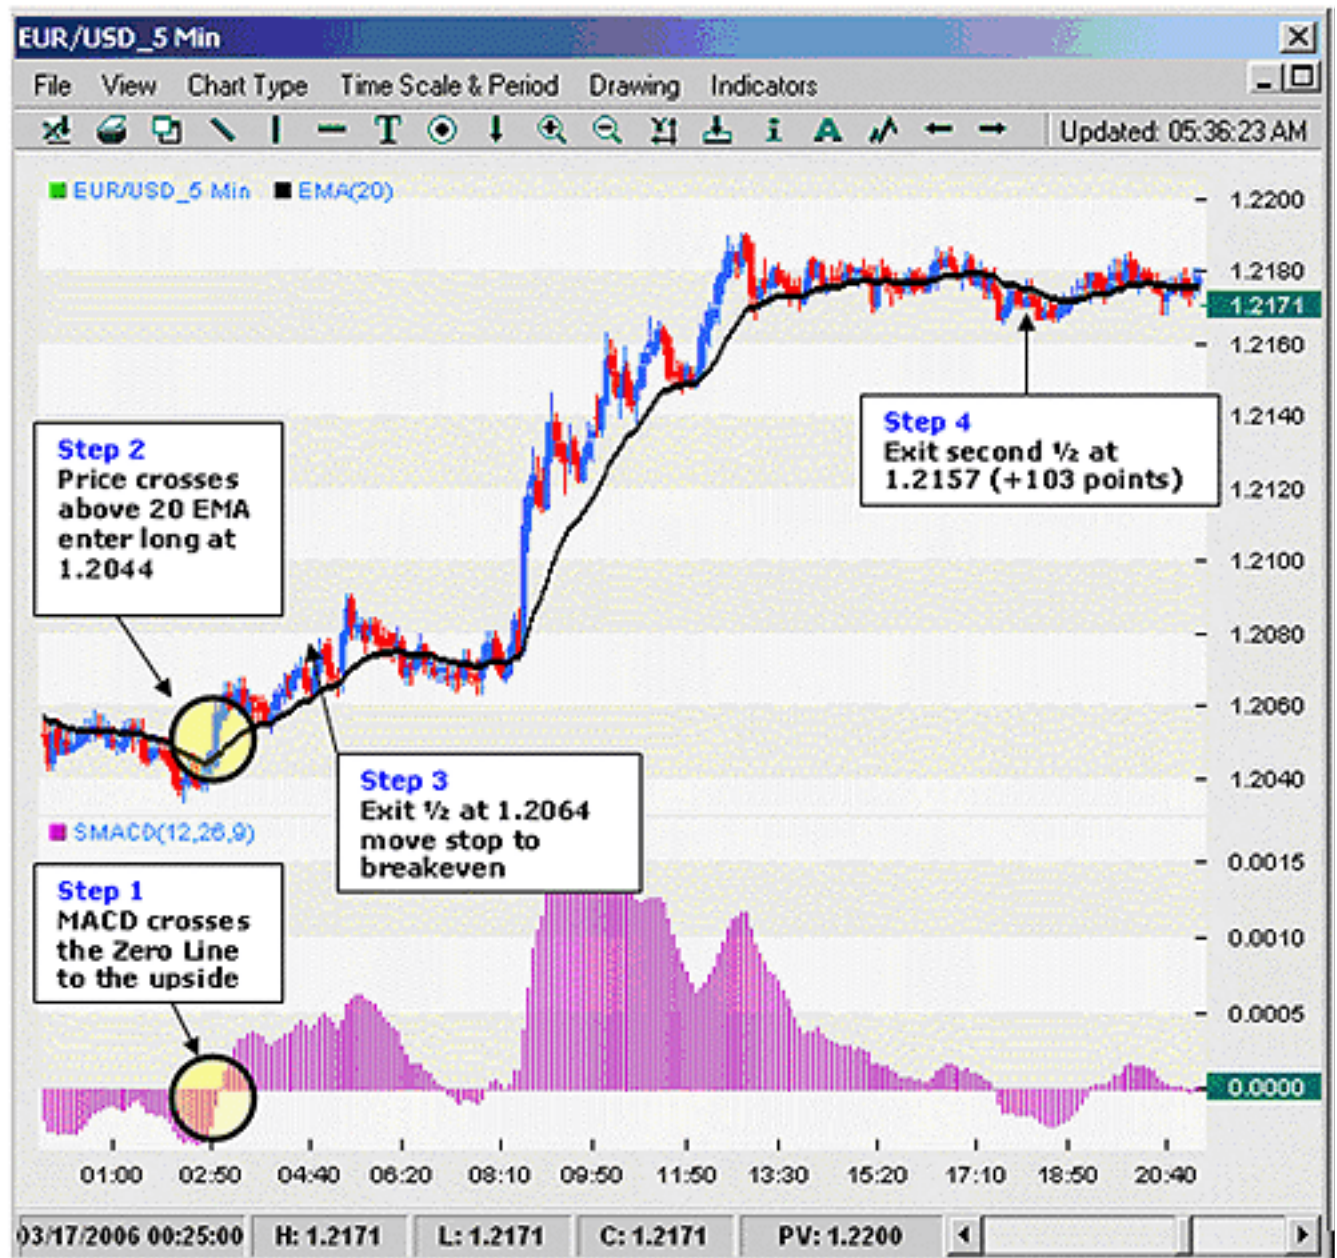 EUR/USD_5 Min
File View Chart Type Time Scale & Period Drawing Indicators
Updated: 05:36:23 AM
EUR/USD_5 Min EMA(20)
1.2200
1.2180
1.2171
1.2160
1.2140
1.2120
1.2100
1.2080
1.2060
1.2040
Step 2
Price crosses
above 20 EMA
enter long at
1.2044
Step 4
Exit second ½ at
1.2157 (+103 points)
Step 3
Exit ½ at 1.2064
move stop to
breakeven
SMACD(12,26,9)
Step 1
MACD crosses
the Zero Line
to the upside
0.0015
0.0010
0.0005
0.0000
01:00 02:50 04:40 06:20 08:10 09:50 11:50 13:30 15:20 17:10 18:50 20:40
03/17/2006 00:25:00 H: 1.2171 L: 1.2171 C: 1.2171 PV: 1.2200